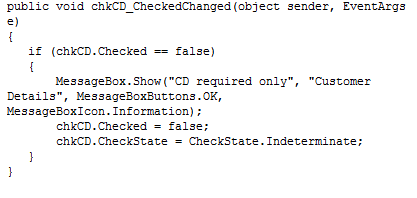 public void chkCD_CheckedChanged(object sender, EventArgs
e)
{
if (chkCD.Checked == false)
{
MessageBox.Show("CD required only", "Customer
Details", MessageBoxButtons.OK,
MessageBoxIcon.Information);
chkCD.Checked = false;
chkCD.CheckState = CheckState.Indeterminate;
}
}